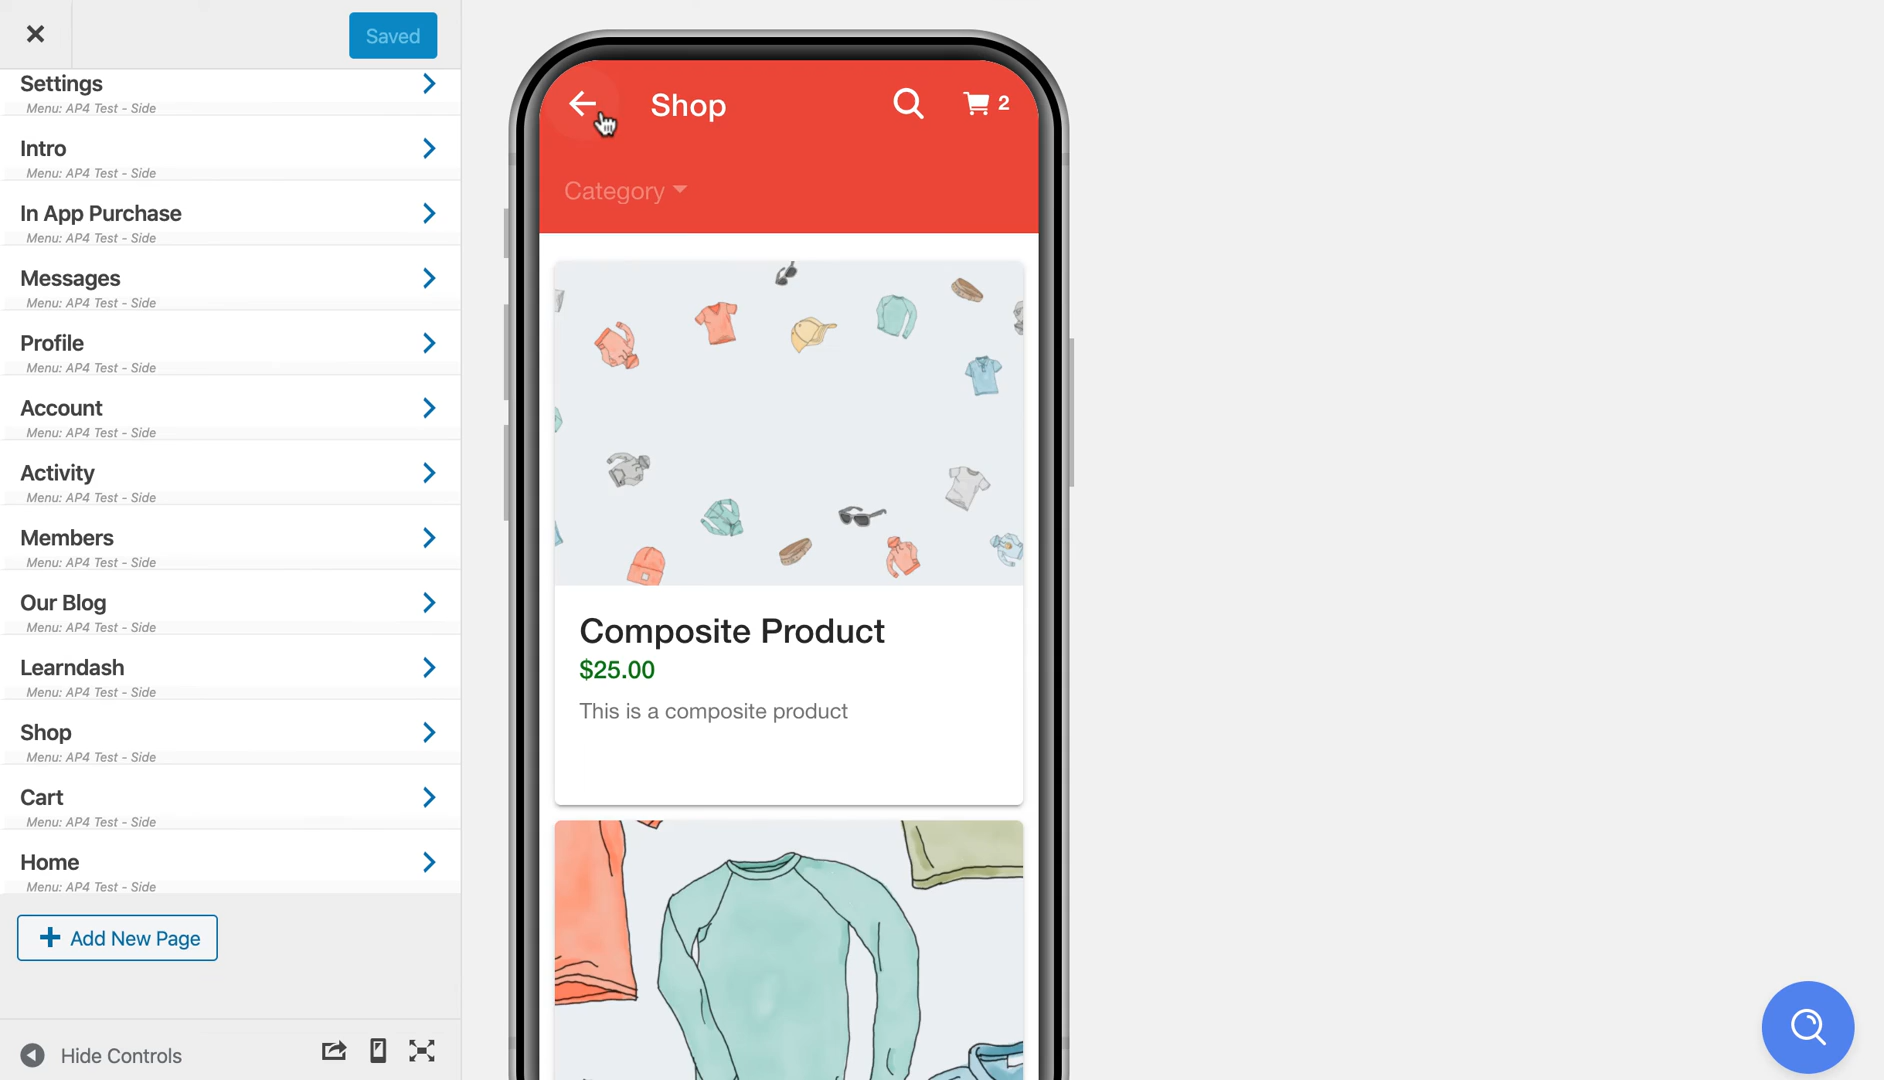 Saved
Settings
Menu: AP4 Test - Side
Intro
Menu: AP4 Test - Side
In App Purchase
Menu: AP4 Test - Side
Messages
Menu: AP4 Test - Side
Profile
Menu: AP4 Test - Side
Account
Menu: AP4 Test - Side
Activity
Menu: AP4 Test - Side
Members
Menu: AP4 Test - Side
Our Blog
Menu: AP4 Test - Side
Learndash
Menu: AP4 Test - Side
Shop
Menu: AP4 Test - Side
Cart
Menu: AP4 Test - Side
Home
Menu: AP4 Test - Side
Add New Page
Hide Controls
Shop
2
Category
Composite Product
$25.00
This is a composite product